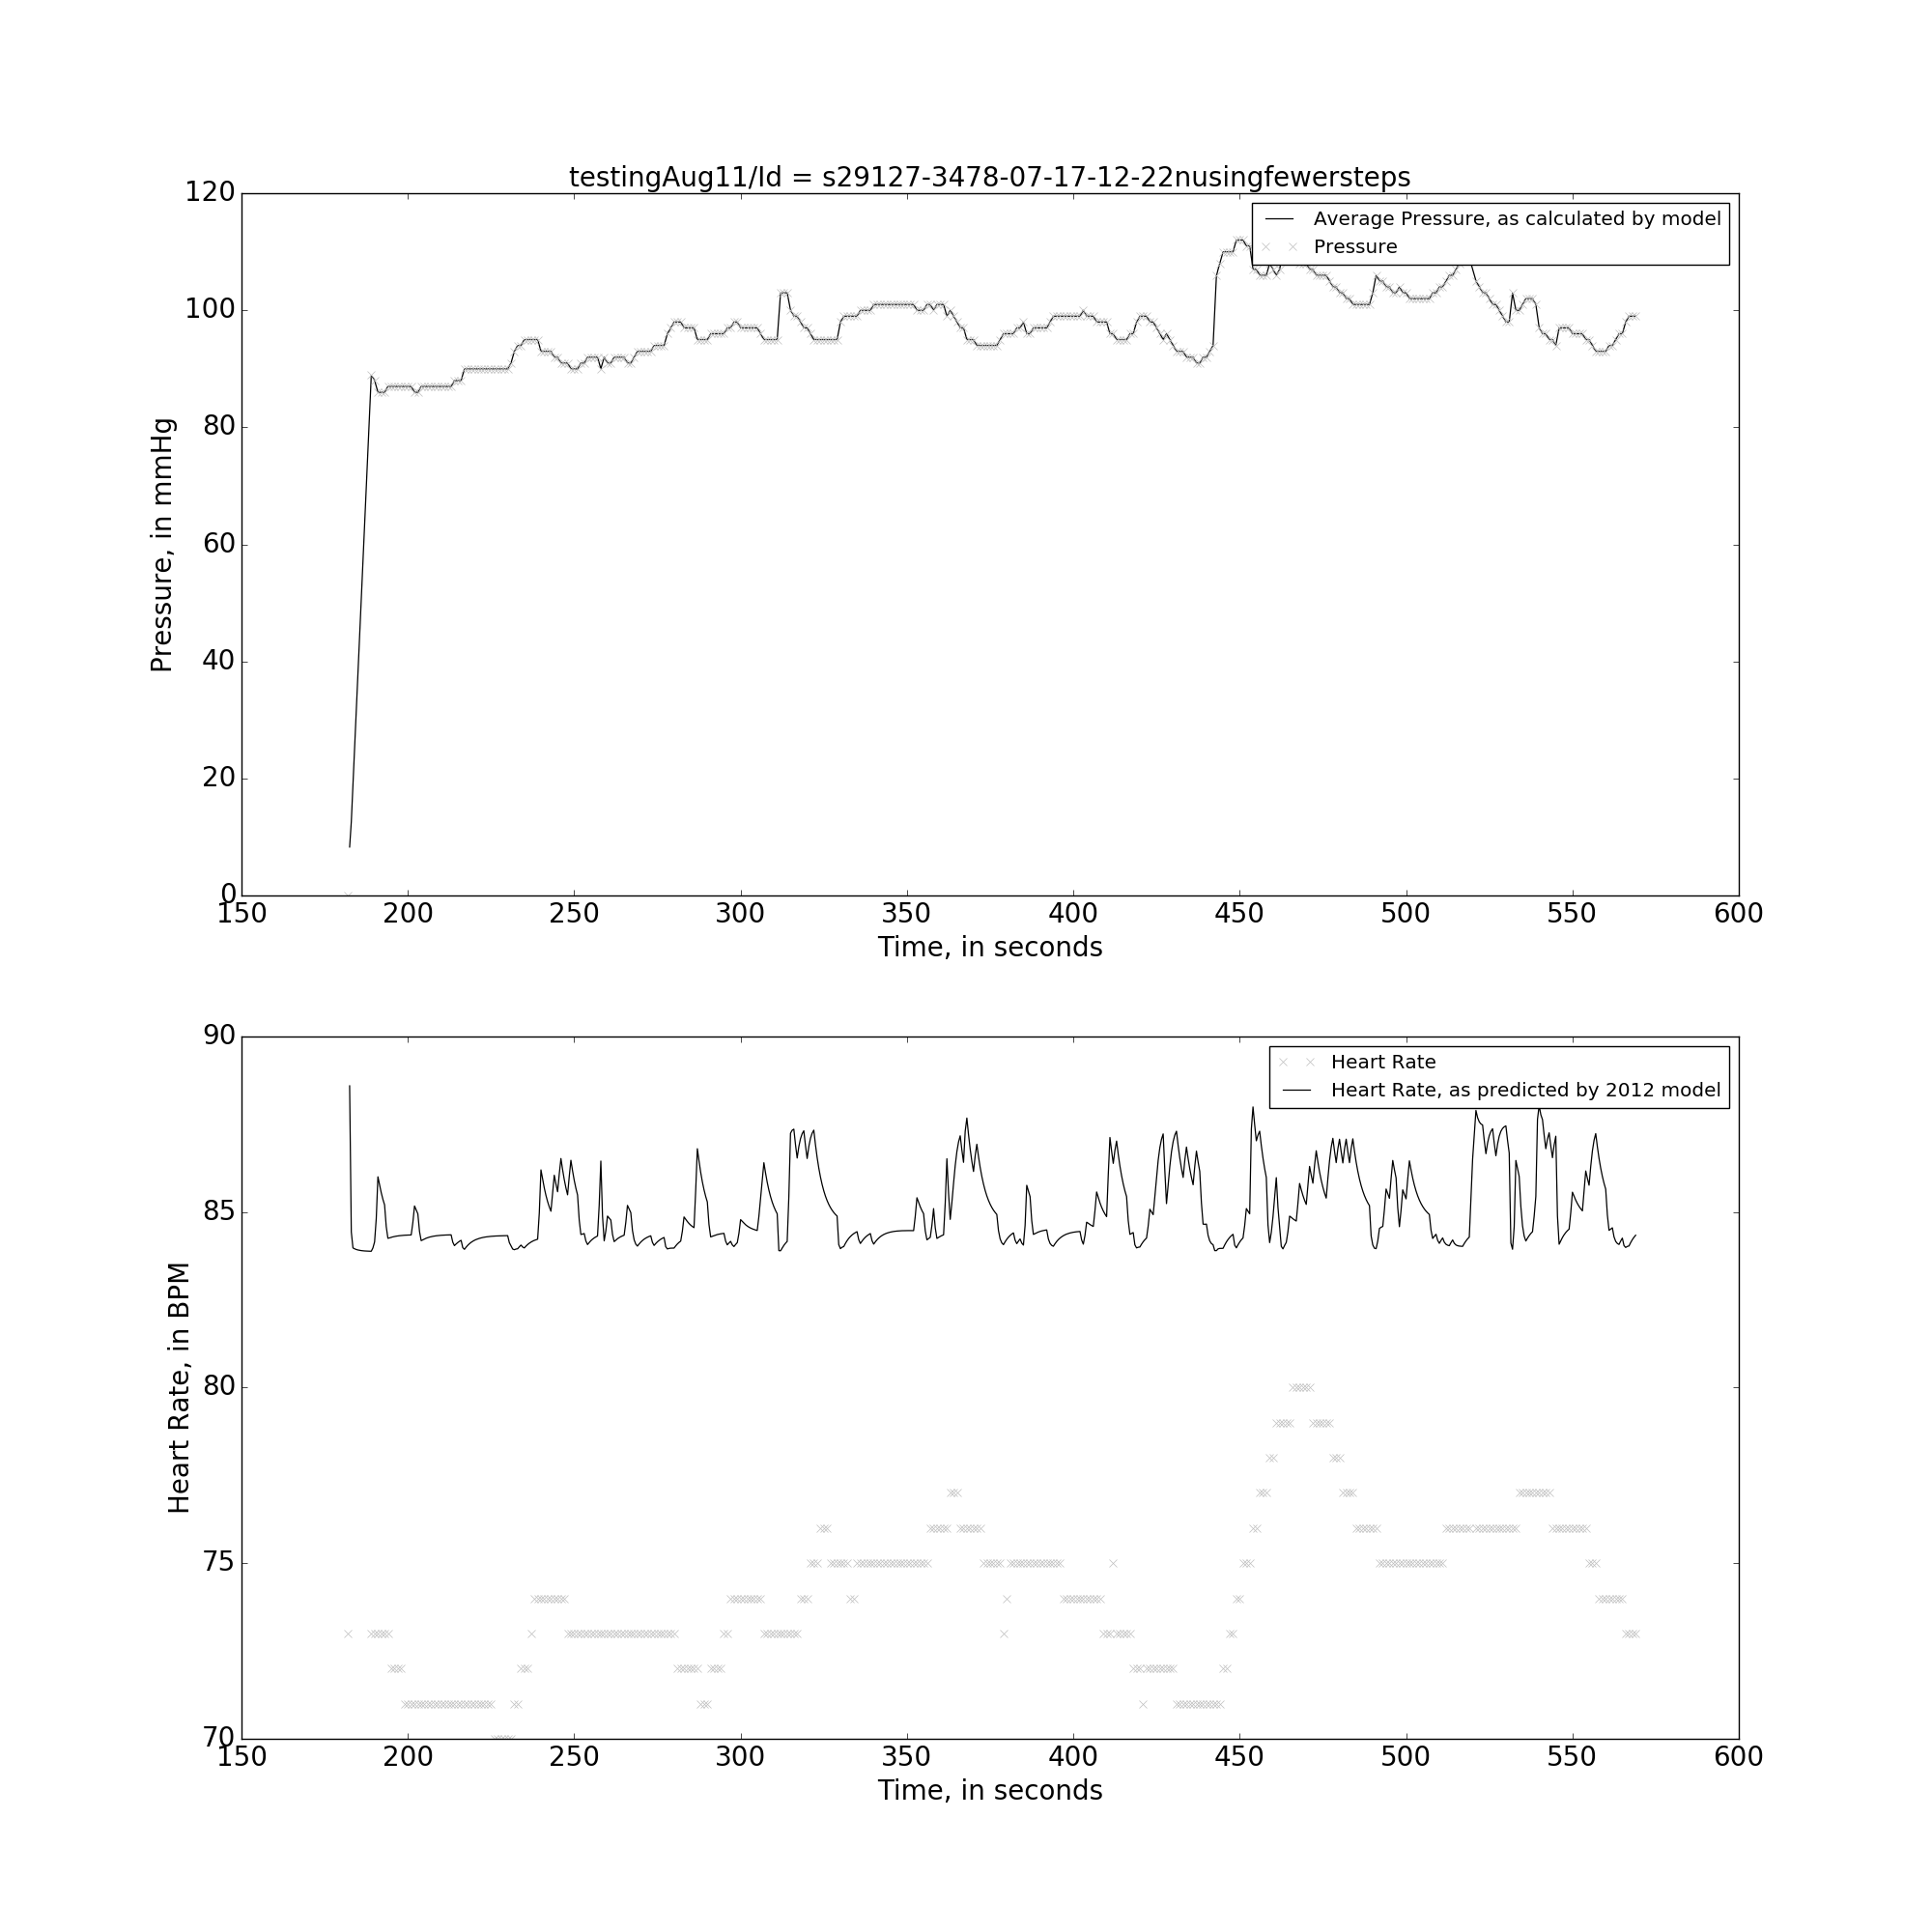 testingAug11/Id = s29127-3478-07-17-12-22nusingfewersteps
120
100
80
60
40
20
0
Pressure, in mmHg
Average Pressure, as calculated by model
Pressure
150 200 250 300 350 400 450 500 550 600
Time, in seconds
90
85
80
75
70
Heart Rate, in BPM
Heart Rate
Heart Rate, as predicted by 2012 model
150 200 250 300 350 400 450 500 550 600
Time, in seconds